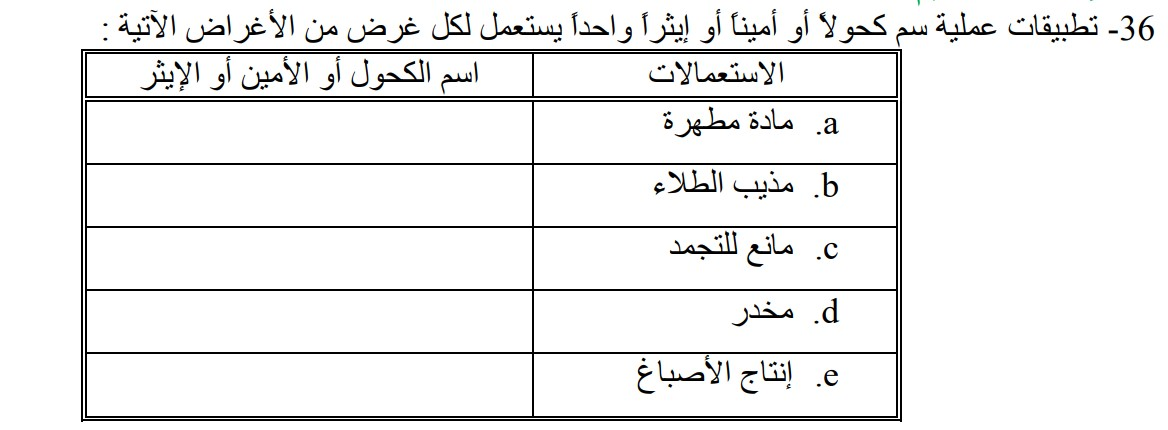 36- تطبيقات عملية سم كحولاً أو أميناً أو إيثراً واحداً يستعمل لكل غرض من الأغراض الآتية :
الاستعمالات اسم الكحول أو الأمين أو الإيثر
a. مادة مطهرة
b. مذيب الطلاء
c. مانع للتجمد
d. مخدر
e. إنتاج الأصباغ